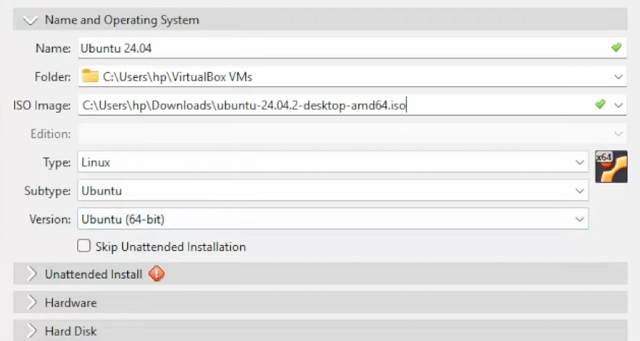 Name and Operating System
Name: Ubuntu 24.04
Folder: C:\Users\hp\VirtualBox VMs
ISO Image: C:\Users\hp\Downloads\ubuntu-24.04.2-desktop-amd64.iso
Edition:
Type: Linux
x64
Subtype: Ubuntu
Version: Ubuntu (64-bit)
Skip Unattended Installation
Unattended Install
Hardware
Hard Disk